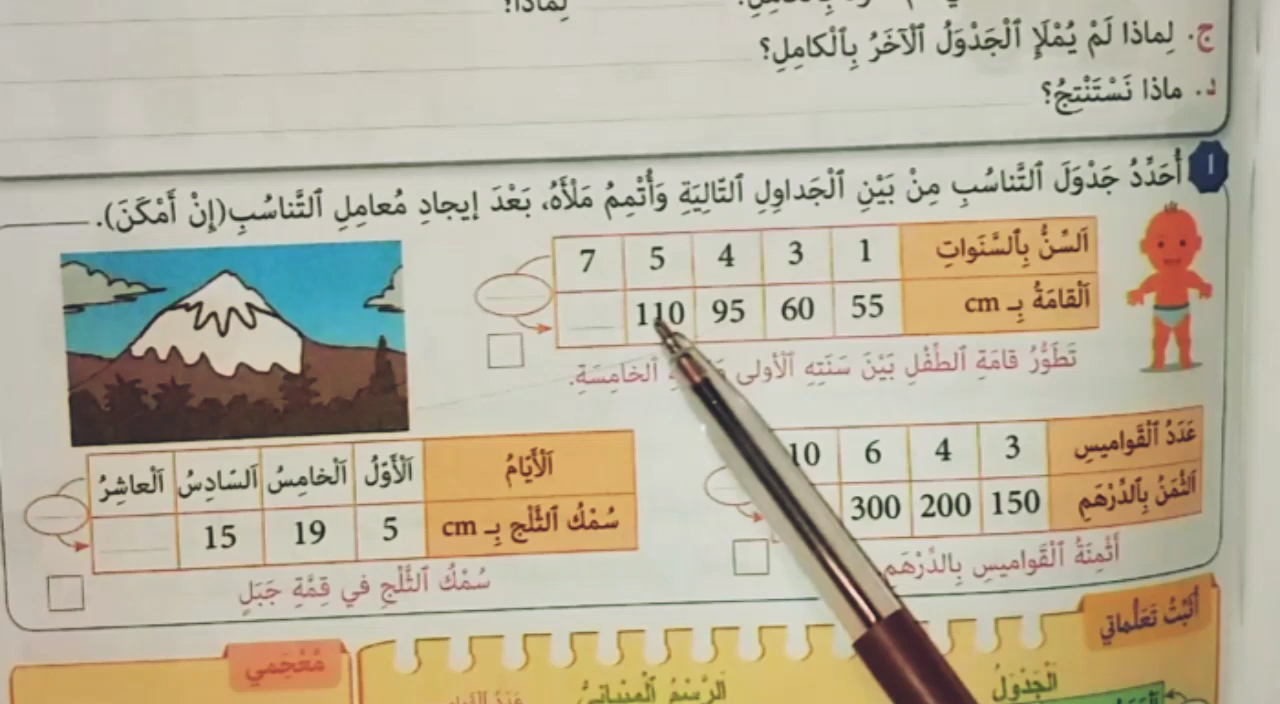 لِماذا؟
ج. لِماذا لَمْ يُمْلَإِ ٱلْجَدْوَلُ ٱلْآخَرُ بِٱلْكامِلِ؟
د. ماذا نَسْتَنْتِجُ؟
1 أُحَدِّدُ جَدْوَلَ ٱلتَّناسُبِ مِنْ بَيْنِ ٱلْجَداوِلِ ٱلتّالِيَةِ وَأُتْمِمُ مَلْأَهُ، بَعْدَ إيجادِ مُعامِلِ ٱلتَّناسُبِ(إِنْ أَمْكَنَ).
اَلسِّنُّ بِٱلسَّنَواتِ 1 3 4 5 7
اَلْقامَةُ بِـ cm 55 60 95 110
تَطَوُّرُ قامَةِ ٱلطِّفْلِ بَيْنَ سَنَتِهِ ٱلْأولى ٱلْخامِسَةِ.
عَدَدُ ٱلْقَواميسِ 3 4 6 10
اَلثَّمَنُ بِٱلدِّرْهَمِ 150 200 300
أَثْمِنَةُ ٱلْقَواميسِ بِالدِّرْهَمِ
اَلْأَيّامُ اَلْأَوَّلُ اَلْخامِسُ اَلسّادِسُ اَلْعاشِرُ
سُمْكُ ٱلثَّلْجِ بِـ cm 5 19 15
سُمْكُ ٱلثَّلْجِ في قِمَّةِ جَبَلٍ
أُثَبِّتُ تَعَلُّماتي
مُعْجَمي
اَلْجَدْوَلُ
اَلرَّسْمُ ٱلْمِبْيانِيُّ